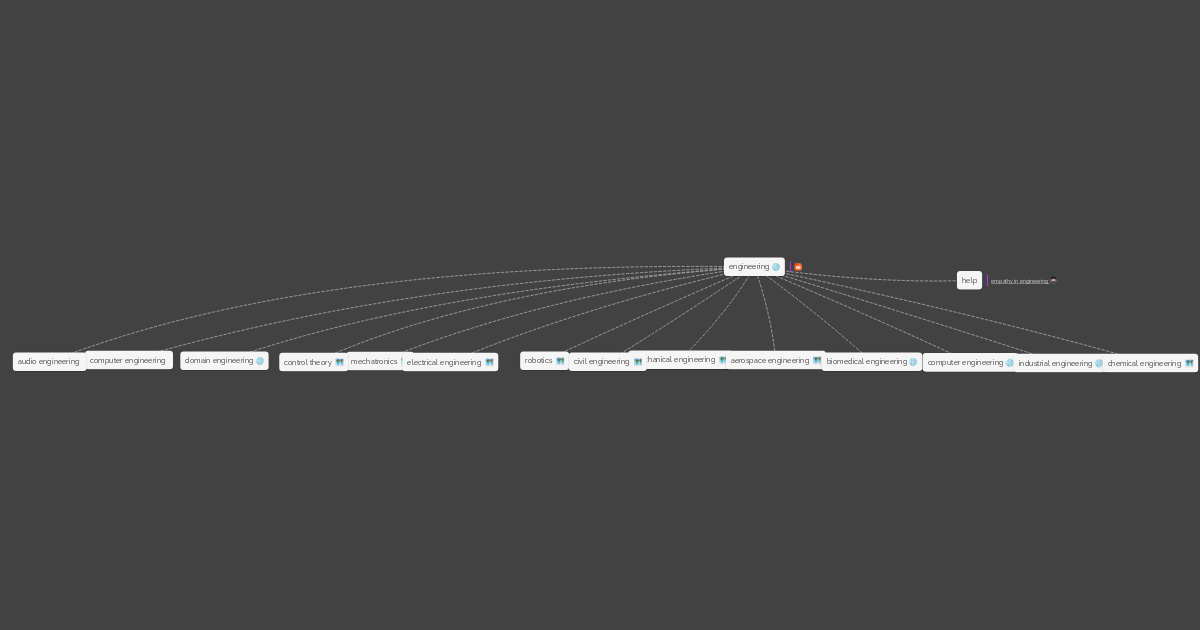 engineering
help
empathy in engineering
audio engineering
computer engineering
domain engineering
control theory
mechatronics
electrical engineering
robotics
civil engineering
hanical engineering
aerospace engineering
biomedical engineering
computer engineering
industrial engineering
chemical engineering